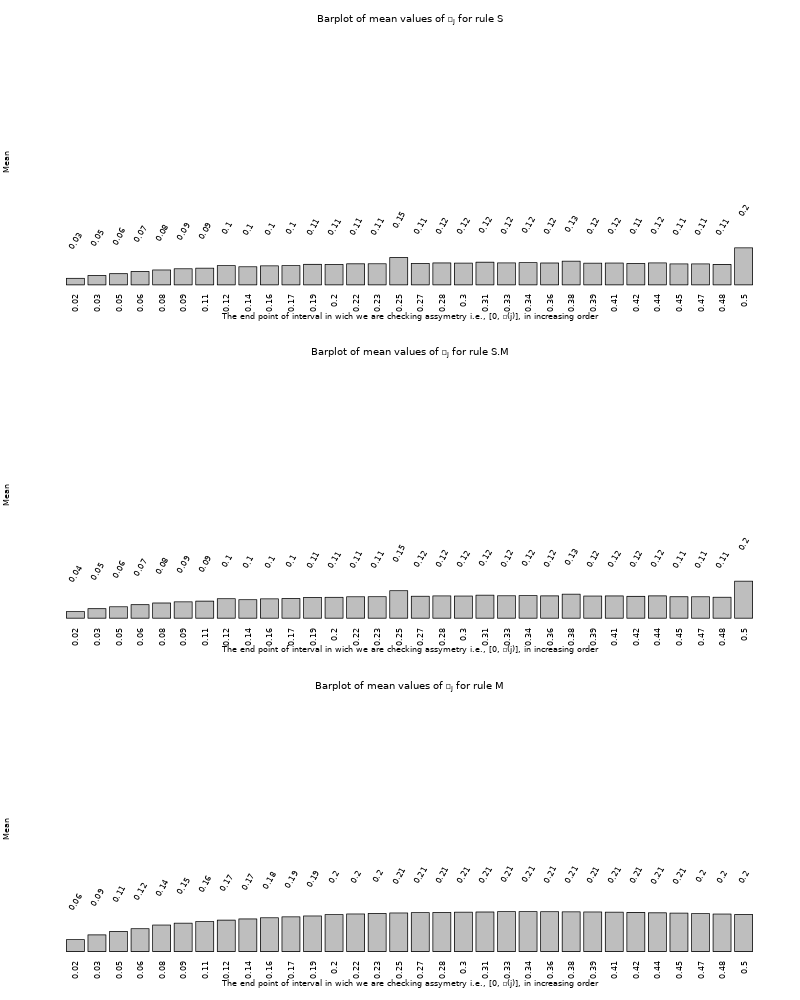 Barplot of mean values of □j for rule S
Mean
0.03 0.05 0.06 0.07 0.08 0.09 0.09 0.1 0.1 0.1 0.1 0.11 0.11 0.11 0.11 0.15 0.11 0.12 0.12 0.12 0.12 0.12 0.12 0.13 0.12 0.12 0.11 0.12 0.11 0.11 0.11 0.2
0.02 0.03 0.05 0.06 0.08 0.09 0.11 0.12 0.14 0.16 0.17 0.19 0.2 0.22 0.23 0.25 0.27 0.28 0.3 0.31 0.33 0.34 0.36 0.38 0.39 0.41 0.42 0.44 0.45 0.47 0.48 0.5
The end point of interval in wich we are checking assymetry i.e., [0, □(j)], in increasing order
Barplot of mean values of □j for rule S.M
Mean
0.04 0.05 0.06 0.07 0.08 0.09 0.09 0.1 0.1 0.1 0.1 0.11 0.11 0.11 0.11 0.15 0.12 0.12 0.12 0.12 0.12 0.12 0.12 0.13 0.12 0.12 0.12 0.12 0.11 0.11 0.11 0.2
0.02 0.03 0.05 0.06 0.08 0.09 0.11 0.12 0.14 0.16 0.17 0.19 0.2 0.22 0.23 0.25 0.27 0.28 0.3 0.31 0.33 0.34 0.36 0.38 0.39 0.41 0.42 0.44 0.45 0.47 0.48 0.5
The end point of interval in wich we are checking assymetry i.e., [0, □(j)], in increasing order
Barplot of mean values of □j for rule M
Mean
0.06 0.09 0.11 0.12 0.14 0.15 0.16 0.17 0.17 0.18 0.19 0.19 0.2 0.2 0.2 0.21 0.21 0.21 0.21 0.21 0.21 0.21 0.21 0.21 0.21 0.21 0.21 0.21 0.21 0.2 0.2 0.2
0.02 0.03 0.05 0.06 0.08 0.09 0.11 0.12 0.14 0.16 0.17 0.19 0.2 0.22 0.23 0.25 0.27 0.28 0.3 0.31 0.33 0.34 0.36 0.38 0.39 0.41 0.42 0.44 0.45 0.47 0.48 0.5
The end point of interval in wich we are checking assymetry i.e., [0, □(j)], in increasing order